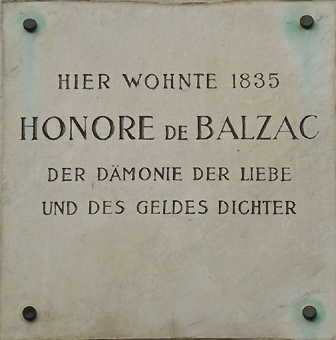 HIER WOHNTE 1835
HONORE DE BALZAC
DER DÄMONIE DER LIEBE
UND DES GELDES DICHTER